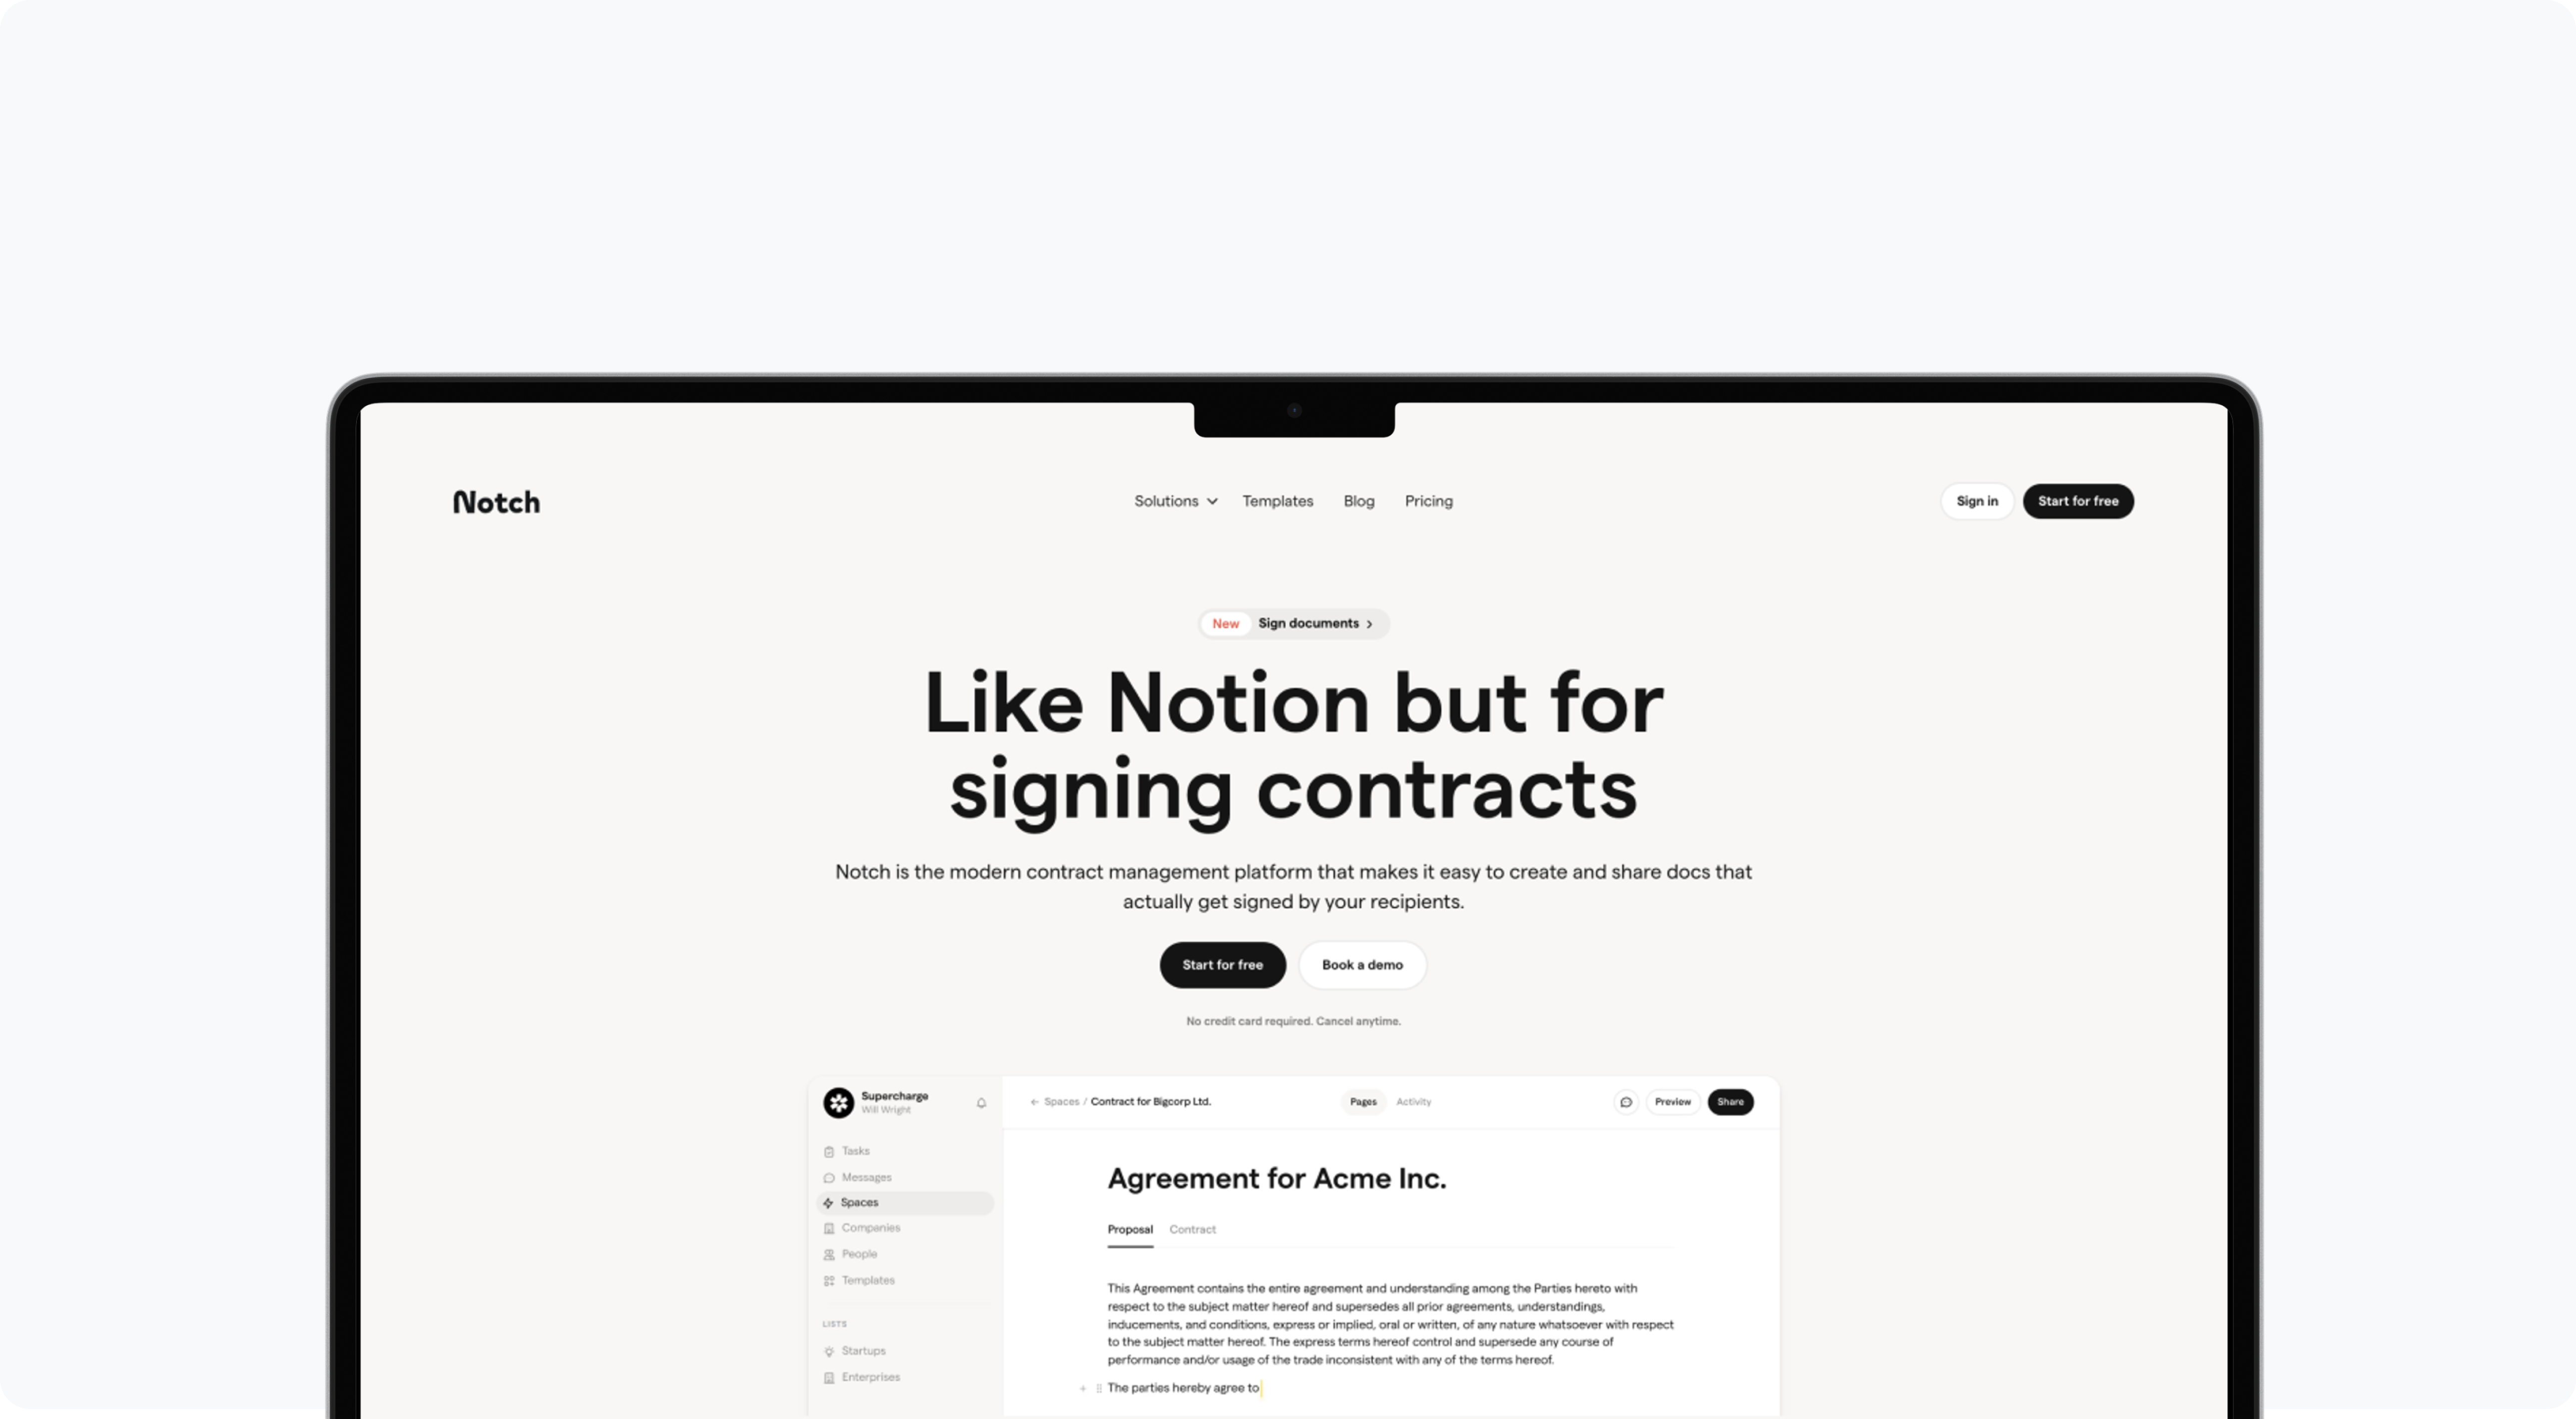 Notch
Solutions
Templates
Blog
Pricing
Sign in
Start for free
New
Sign documents
Like Notion but for
signing contracts
Notch is the modern contract management platform that makes it easy to create and share docs that
actually get signed by your recipients.
Start for free
Book a demo
No credit card required. Cancel anytime.
Supercharge
Will Wright
Tasks
Messages
Spaces
Companies
People
Templates
LISTS
Startups
Enterprises
Spaces / Contract for Bigcorp Ltd.
Pages
Activity
Preview
Share
Agreement for Acme Inc.
Proposal
Contract
This Agreement contains the entire agreement and understanding among the Parties hereto with
respect to the subject matter hereof and supersedes all prior agreements, understandings,
inducements, and conditions, express or implied, oral or written, of any nature whatsoever with respect
to the subject matter hereof. The express terms hereof control and supersede any course of
performance and/or usage of the trade inconsistent with any of the terms hereof.
The parties hereby agree to